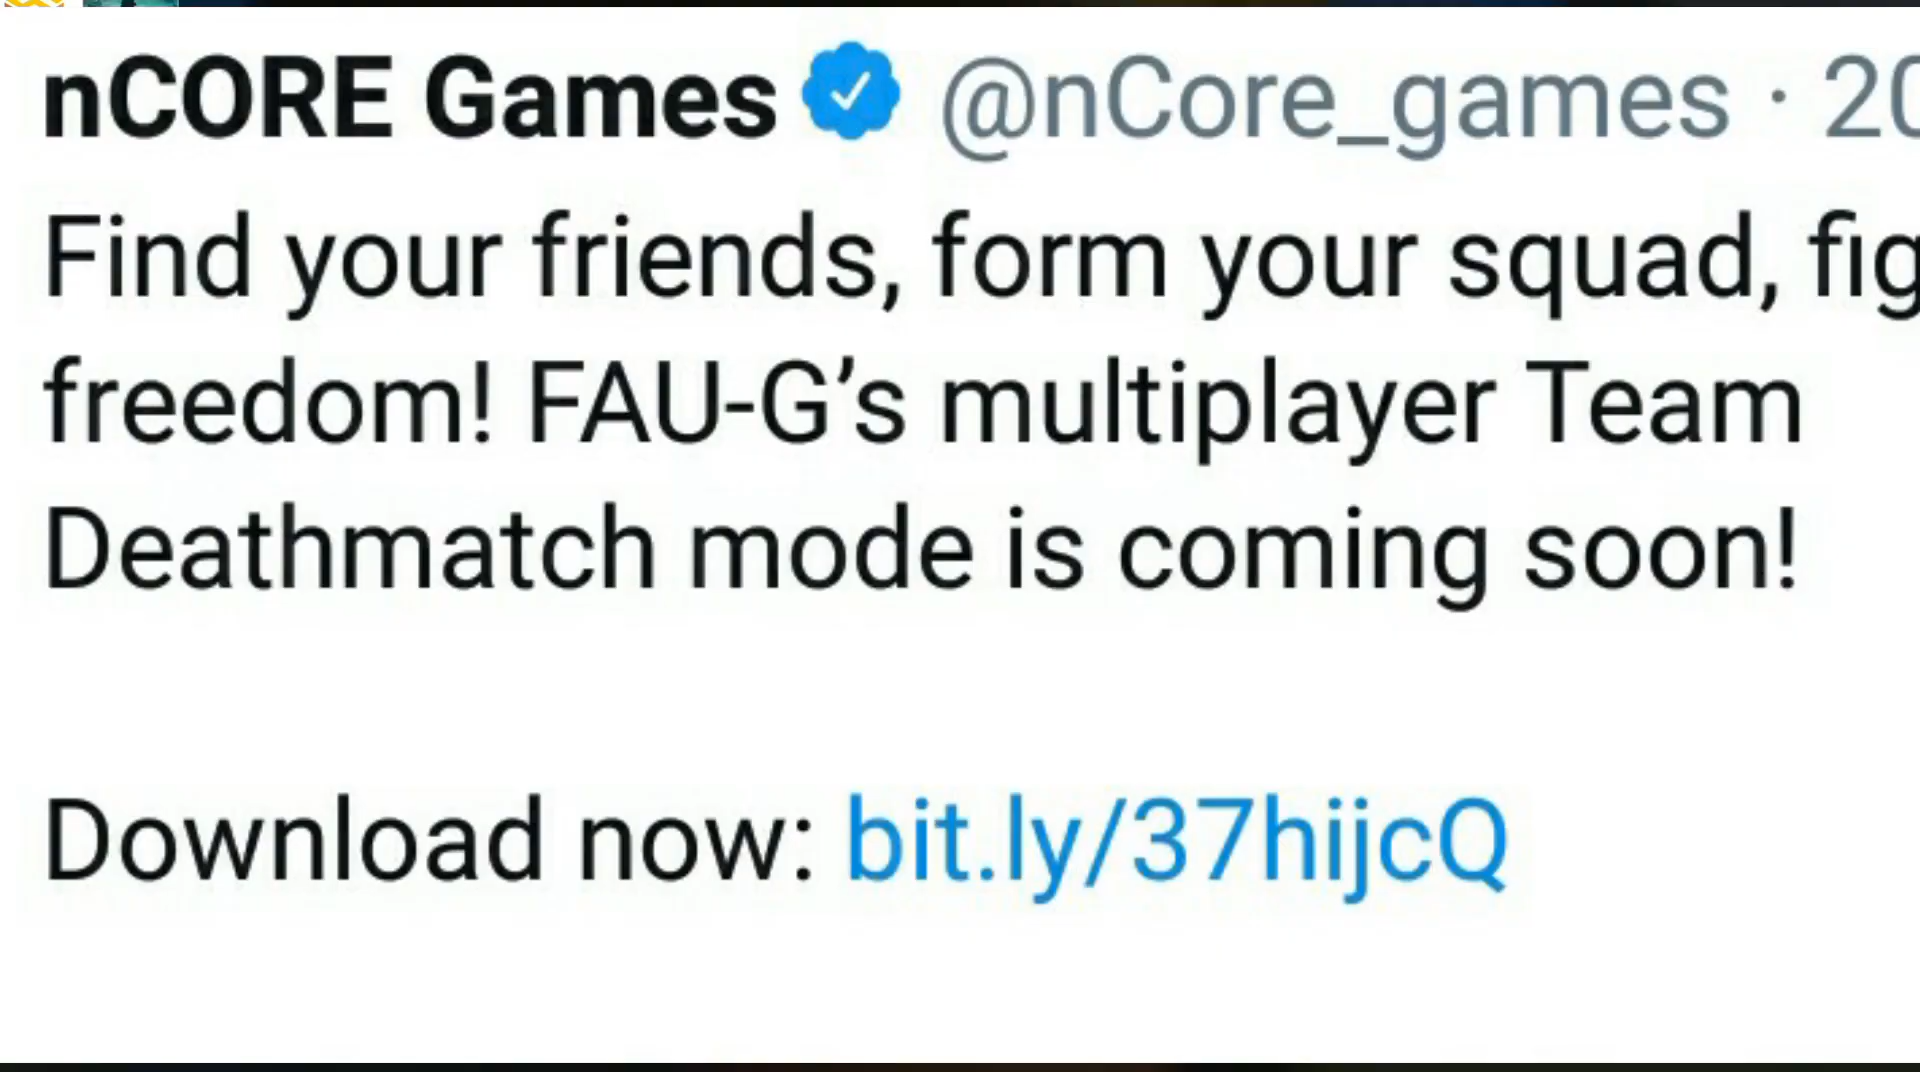 nCORE Games @nCore_games · 20
Find your friends, form your squad, fig
freedom! FAU-G’s multiplayer Team
Deathmatch mode is coming soon!
Download now: bit.ly/37hijcQ